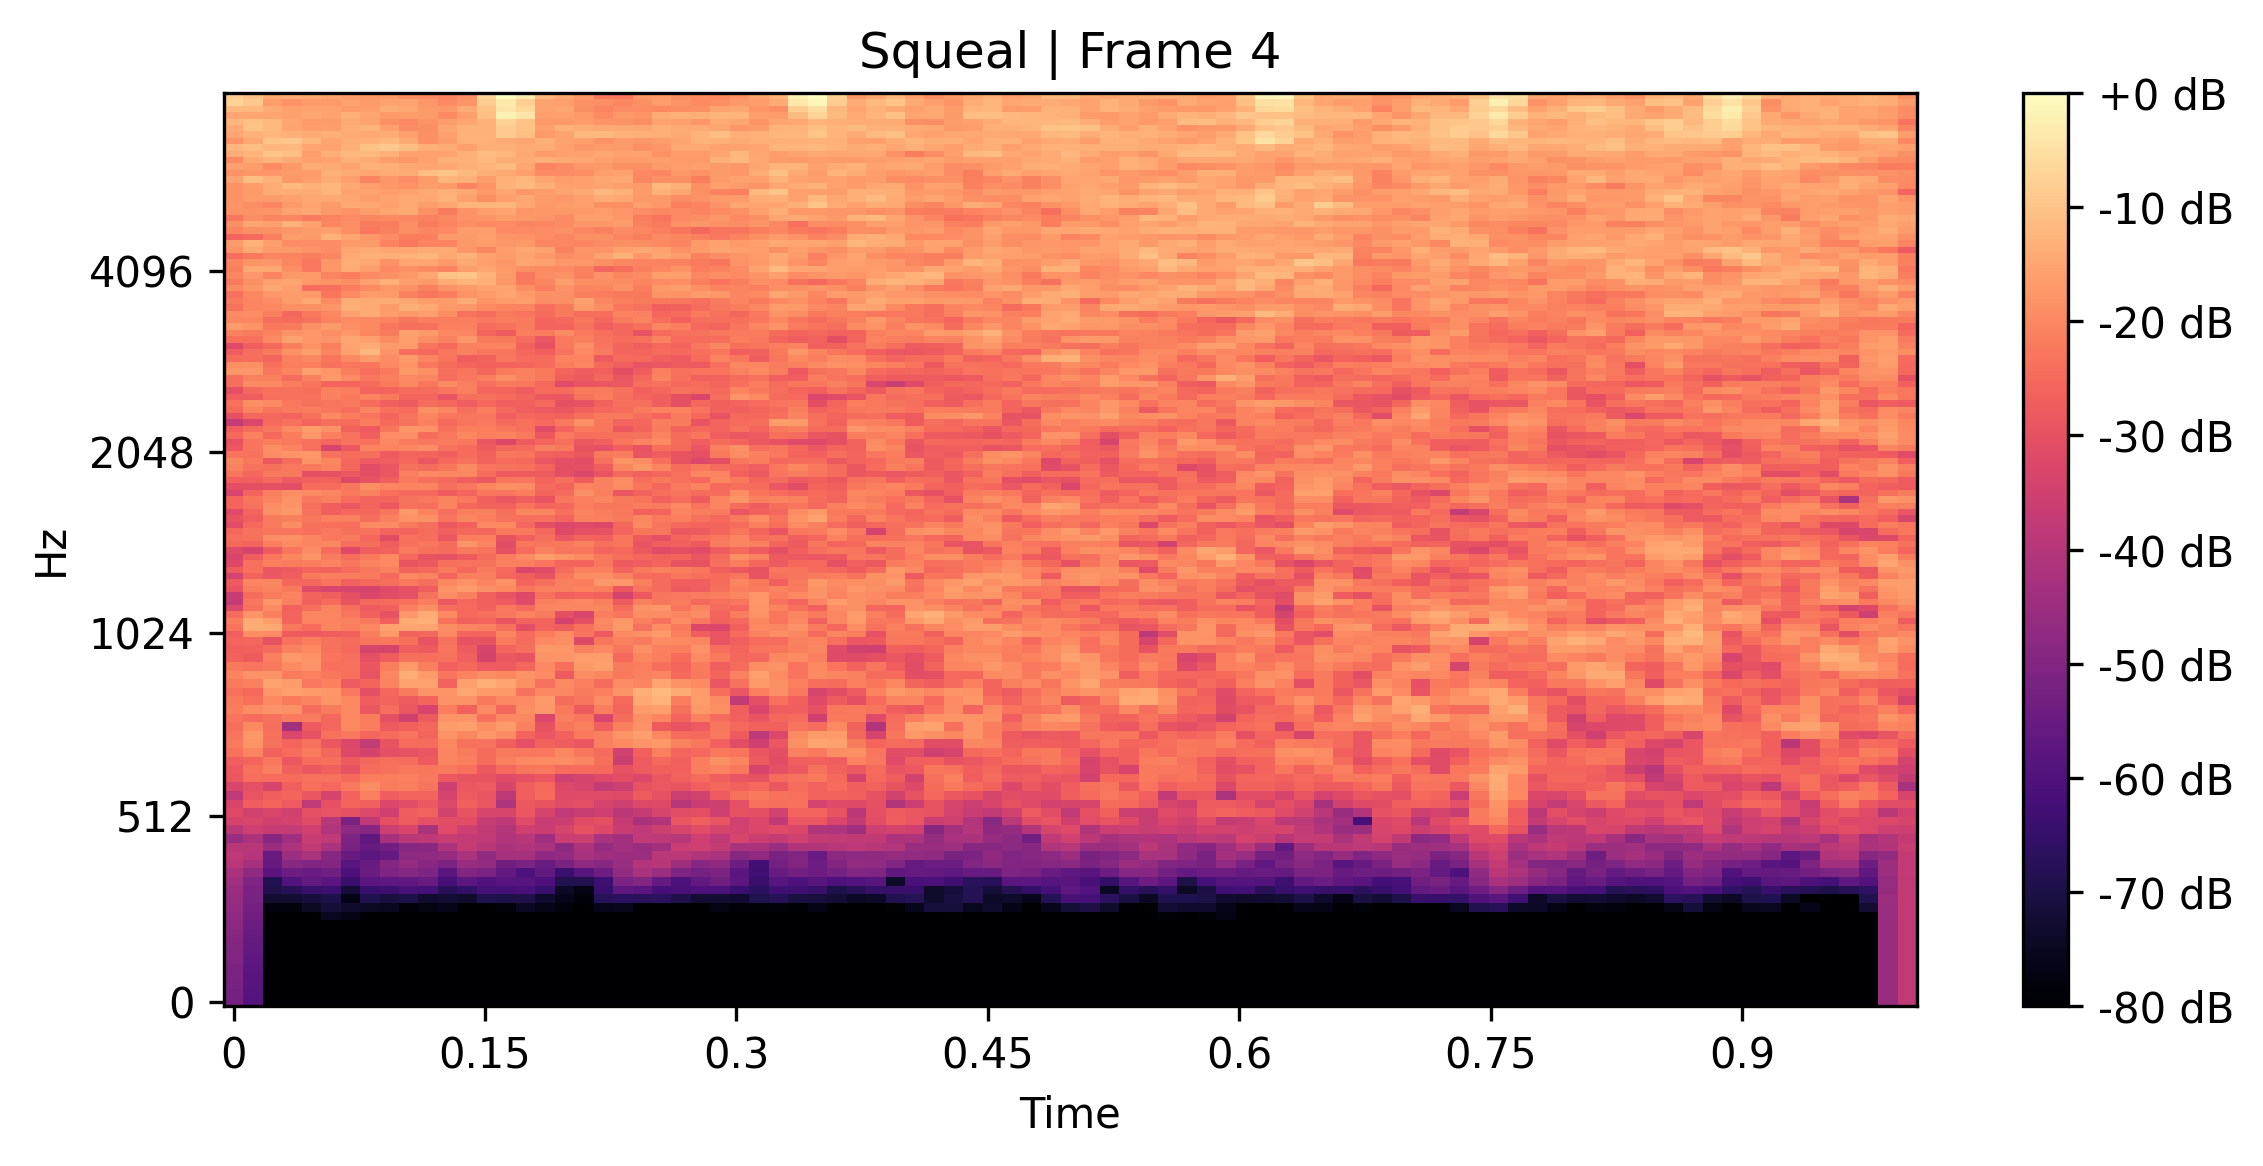 Squeal | Frame 4
+0 dB
-10 dB
-20 dB
-30 dB
-40 dB
-50 dB
-60 dB
-70 dB
-80 dB
4096
2048
1024
512
0
Hz
0 0.15 0.3 0.45 0.6 0.75 0.9
Time